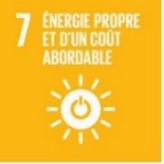 7 ÉNERGIE PROPRE
ET D'UN COÛT
ABORDABLE